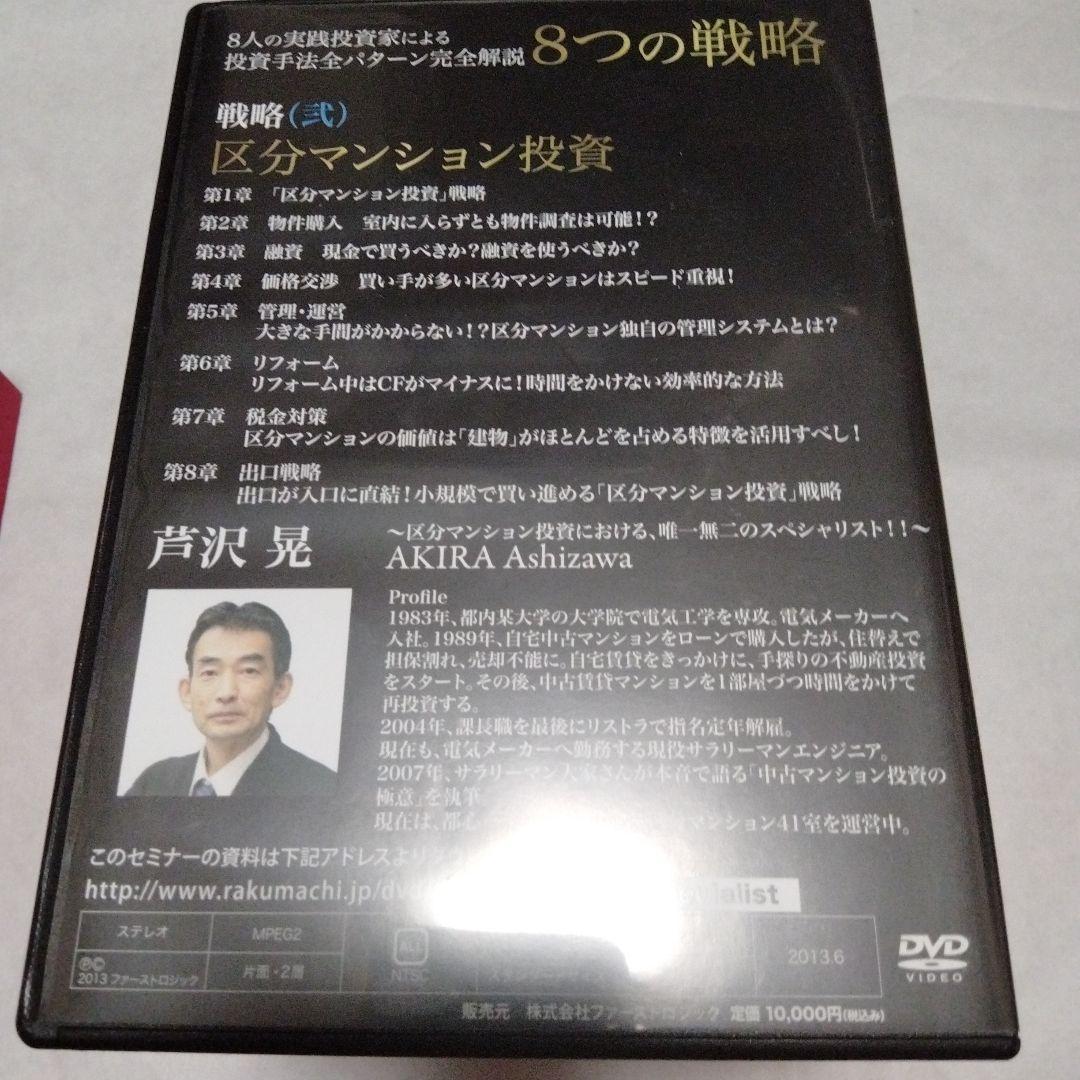 8人の実践投資家による
投資手法全パターン完全解説 8つの戦略
戦略(弐)
区分マンション投資
第1章 「区分マンション投資」戦略
第2章 物件購入 室内に入らずとも物件調査は可能!?
第3章 融資 現金で買うべきか?融資を使うべきか?
第4章 価格交渉 買い手が多い区分マンションはスピード重視!
第5章 管理・運営
大きな手間がかからない!?区分マンション独自の管理システムとは?
第6章 リフォーム
リフォーム中はCFがマイナスに!時間をかけない効率的な方法
第7章 税金対策
区分マンションの価値は「建物」がほとんどを占める特徴を活用すべし!
第8章 出口戦略
出口が入口に直結!小規模で買い進める「区分マンション投資」戦略
芦沢 晃
～区分マンション投資における、唯一無二のスペシャリスト!!～
AKIRA Ashizawa
Profile
1983年、都内某大学の大学院で電気工学を専攻。電気メーカーへ
入社。1989年、自宅中古マンションをローンで購入したが、住替えで
担保割れ、売却不能に。自宅賃貸をきっかけに、手探りの不動産投資
をスタート。その後、中古賃貸マンションを1部屋づつ時間をかけて
再投資する。
2004年、課長職を最後にリストラで指名定年解雇。
現在も、電気メーカーへ勤務する現役サラリーマンエンジニア。
2007年、サラリーマン大家さんが本音で語る「中古マンション投資の
極意」を執筆
現在は、都心 マンション41室を運営中。
このセミナーの資料は下記アドレスより
http://www.rakumachi.jp/dvd
ステレオ MPEG2 ALL NTSC 2013.6
DVD VIDEO
ⓅⒸ 2013 ファーストロジック 片面・2層
販売元 株式会社ファーストロジック 定価 10,000円(税込み)